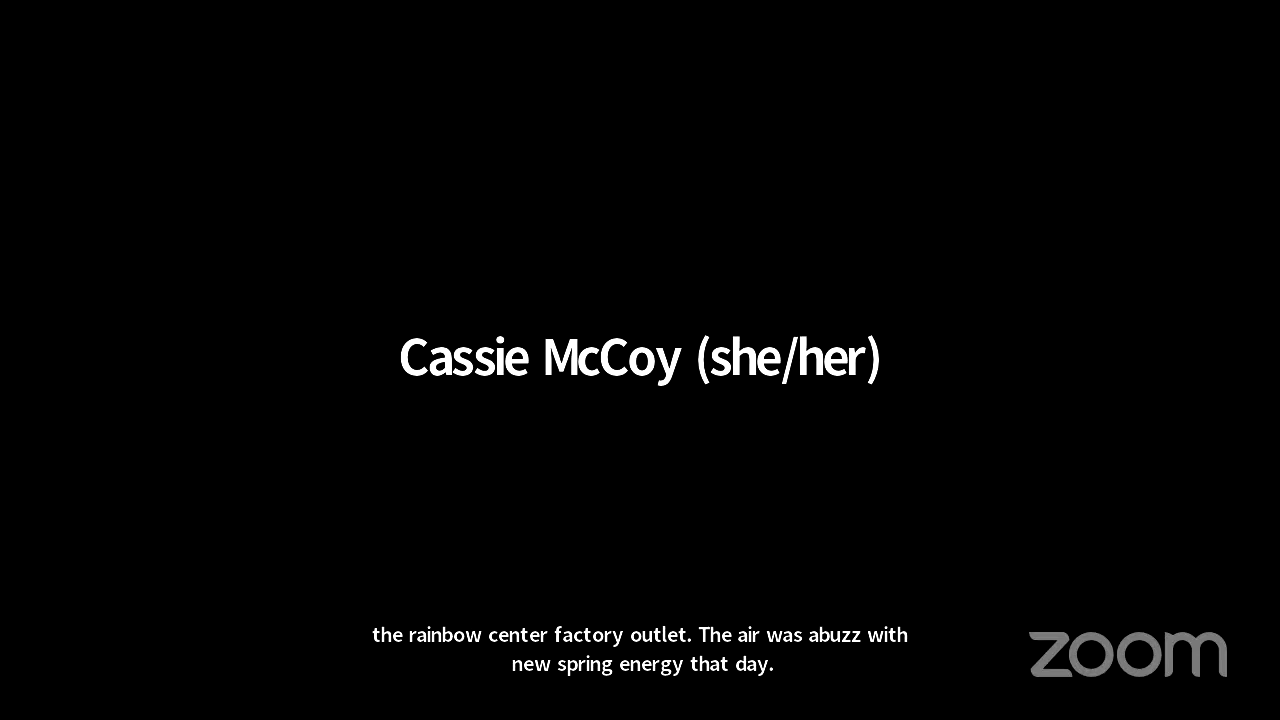 Cassie McCoy (she/her)
the rainbow center factory outlet. The air was abuzz with
new spring energy that day.
zoom